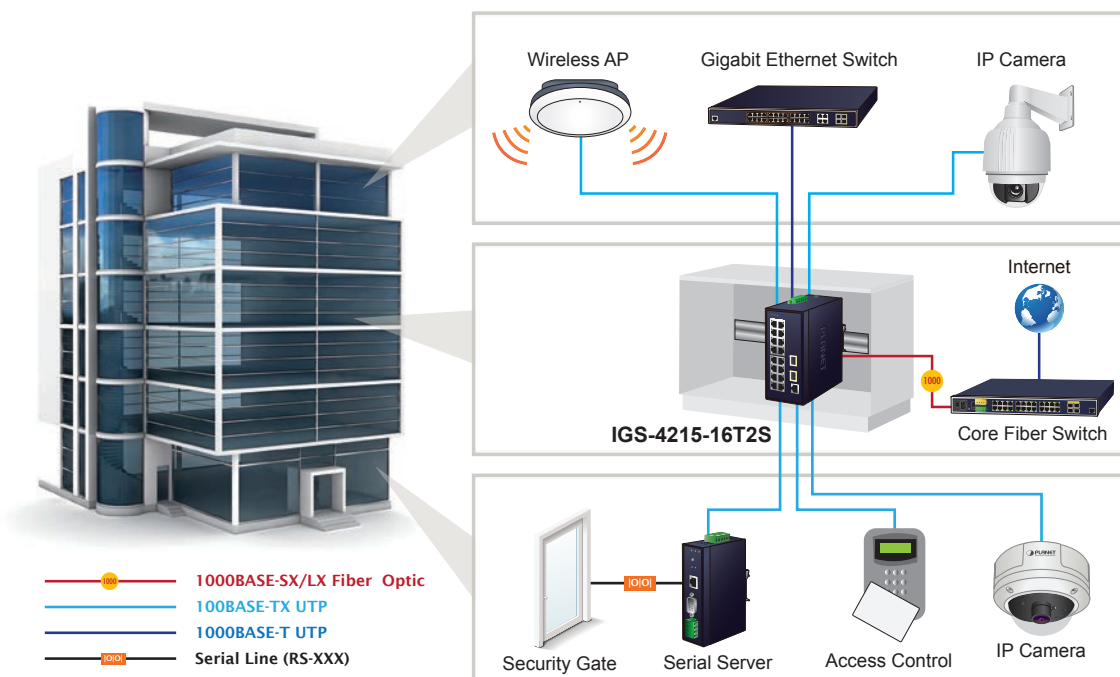 Wireless AP
Gigabit Ethernet Switch
IP Camera
Internet
PLANET
1000
IGS-4215-16T2S
Core Fiber Switch
PLANET
1000
1000BASE-SX/LX Fiber Optic
100BASE-TX UTP
1000BASE-T UTP
|O|O|
Serial Line (RS-XXX)
|O|O|
Security Gate
Serial Server
Access Control
IP Camera